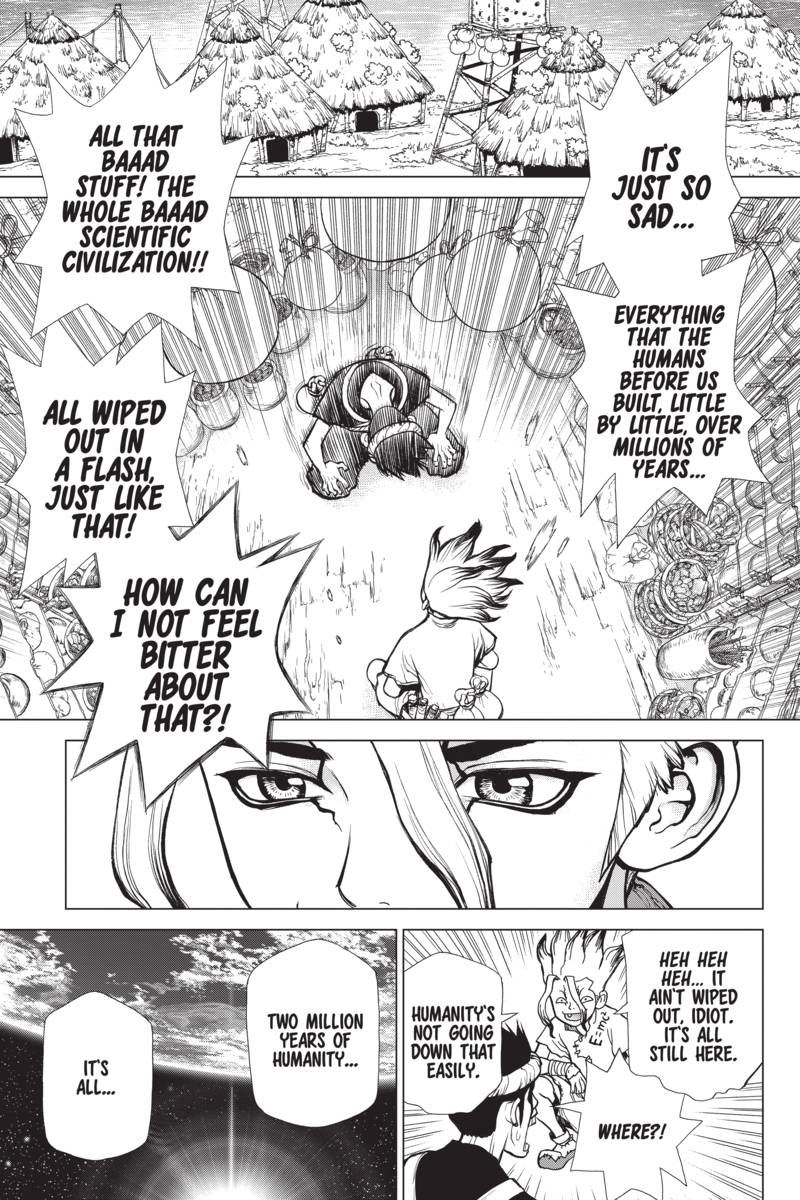 IT'S
JUST SO
SAD...
EVERYTHING
THAT THE
HUMANS
BEFORE US
BUILT, LITTLE
BY LITTLE, OVER
MILLIONS OF
YEARS...
ALL THAT
BAAAD
STUFF! THE
WHOLE BAAAD
SCIENTIFIC
CIVILIZATION!!
ALL WIPED
OUT IN
A FLASH,
JUST LIKE
THAT!
HOW CAN
I NOT FEEL
BITTER
ABOUT
THAT?!
HEH HEH
HEH... IT
AIN'T WIPED
OUT, IDIOT.
IT'S ALL
STILL HERE.
E=mc²
WHERE?!
HUMANITY'S
NOT GOING
DOWN THAT
EASILY.
TWO MILLION
YEARS OF
HUMANITY...
IT'S
ALL...